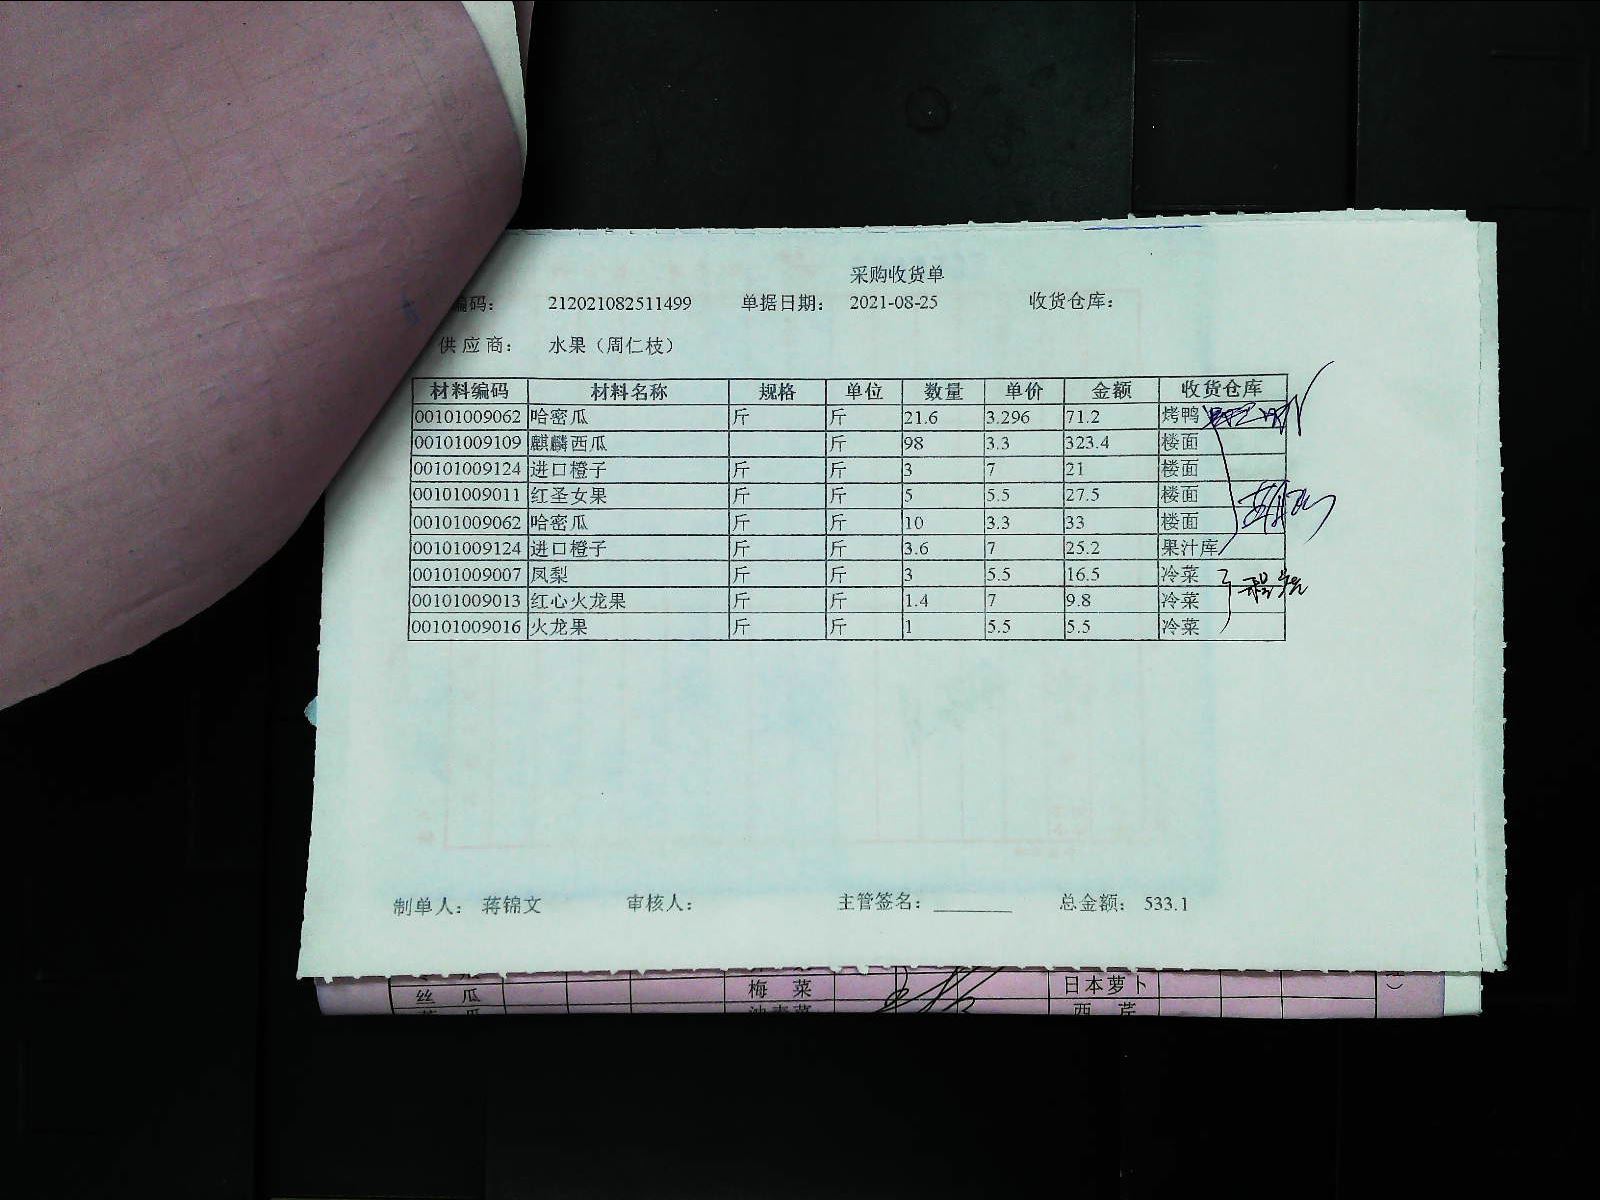 采购收货单
编码： 212021082511499 单据日期： 2021-08-25 收货仓库：
供应商： 水果（周仁枝）
材料编码 材料名称 规格 单位 数量 单价 金额 收货仓库
00101009062 哈密瓜 斤 斤 21.6 3.296 71.2 烤鸭
00101009109 麒麟西瓜 斤 98 3.3 323.4 楼面
00101009124 进口橙子 斤 斤 3 7 21 楼面
00101009011 红圣女果 斤 斤 5 5.5 27.5 楼面
00101009062 哈密瓜 斤 斤 10 3.3 33 楼面
00101009124 进口橙子 斤 斤 3.6 7 25.2 果汁库
00101009007 凤梨 斤 斤 3 5.5 16.5 冷菜
00101009013 红心火龙果 斤 斤 1.4 7 9.8 冷菜
00101009016 火龙果 斤 斤 1 5.5 5.5 冷菜
制单人： 蒋锦文 审核人： 主管签名：________ 总金额： 533.1
丝瓜 梅菜 日本萝卜
西芹